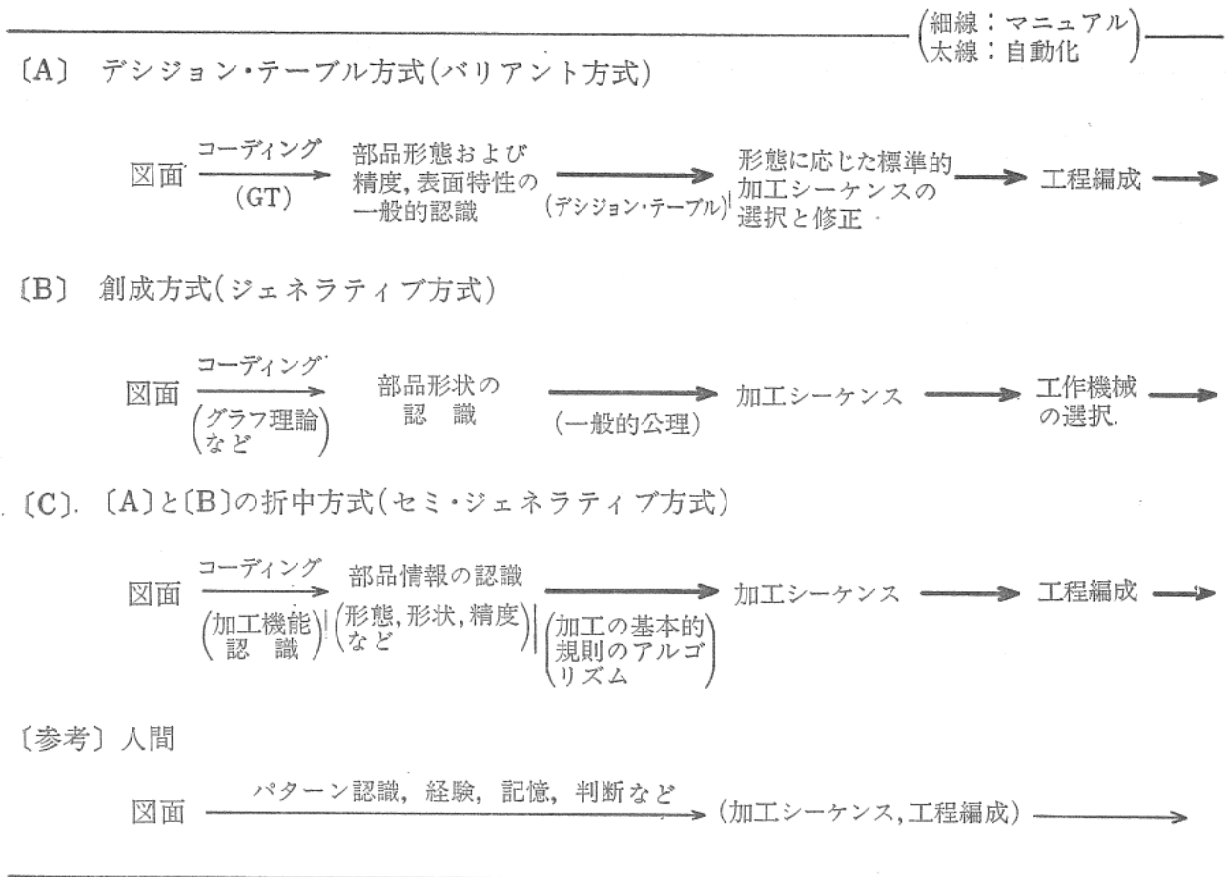 (細線：マニュアル
太線：自動化)
〔A〕 デシジョン・テーブル方式(バリアント方式)
図面
コーディング
(GT)
部品形態および
精度,表面特性の
一般的認識
(デシジョン・テーブル)
形態に応じた標準的
加工シーケンスの
選択と修正
工程編成
〔B〕 創成方式(ジェネラティブ方式)
図面
コーディング
(グラフ理論
など)
部品形状の
認　識
(一般的公理)
加工シーケンス
工作機械
の選択
〔C〕. 〔A〕と〔B〕の折中方式(セミ・ジェネラティブ方式)
図面
コーディング
(加工機能
認　識)
部品情報の認識
(形態,形状,精度
など)
(加工の基本的
規則のアルゴ
リズム)
加工シーケンス
工程編成
〔参考〕人間
図面
パターン認識，経験，記憶，判断など
(加工シーケンス,工程編成)